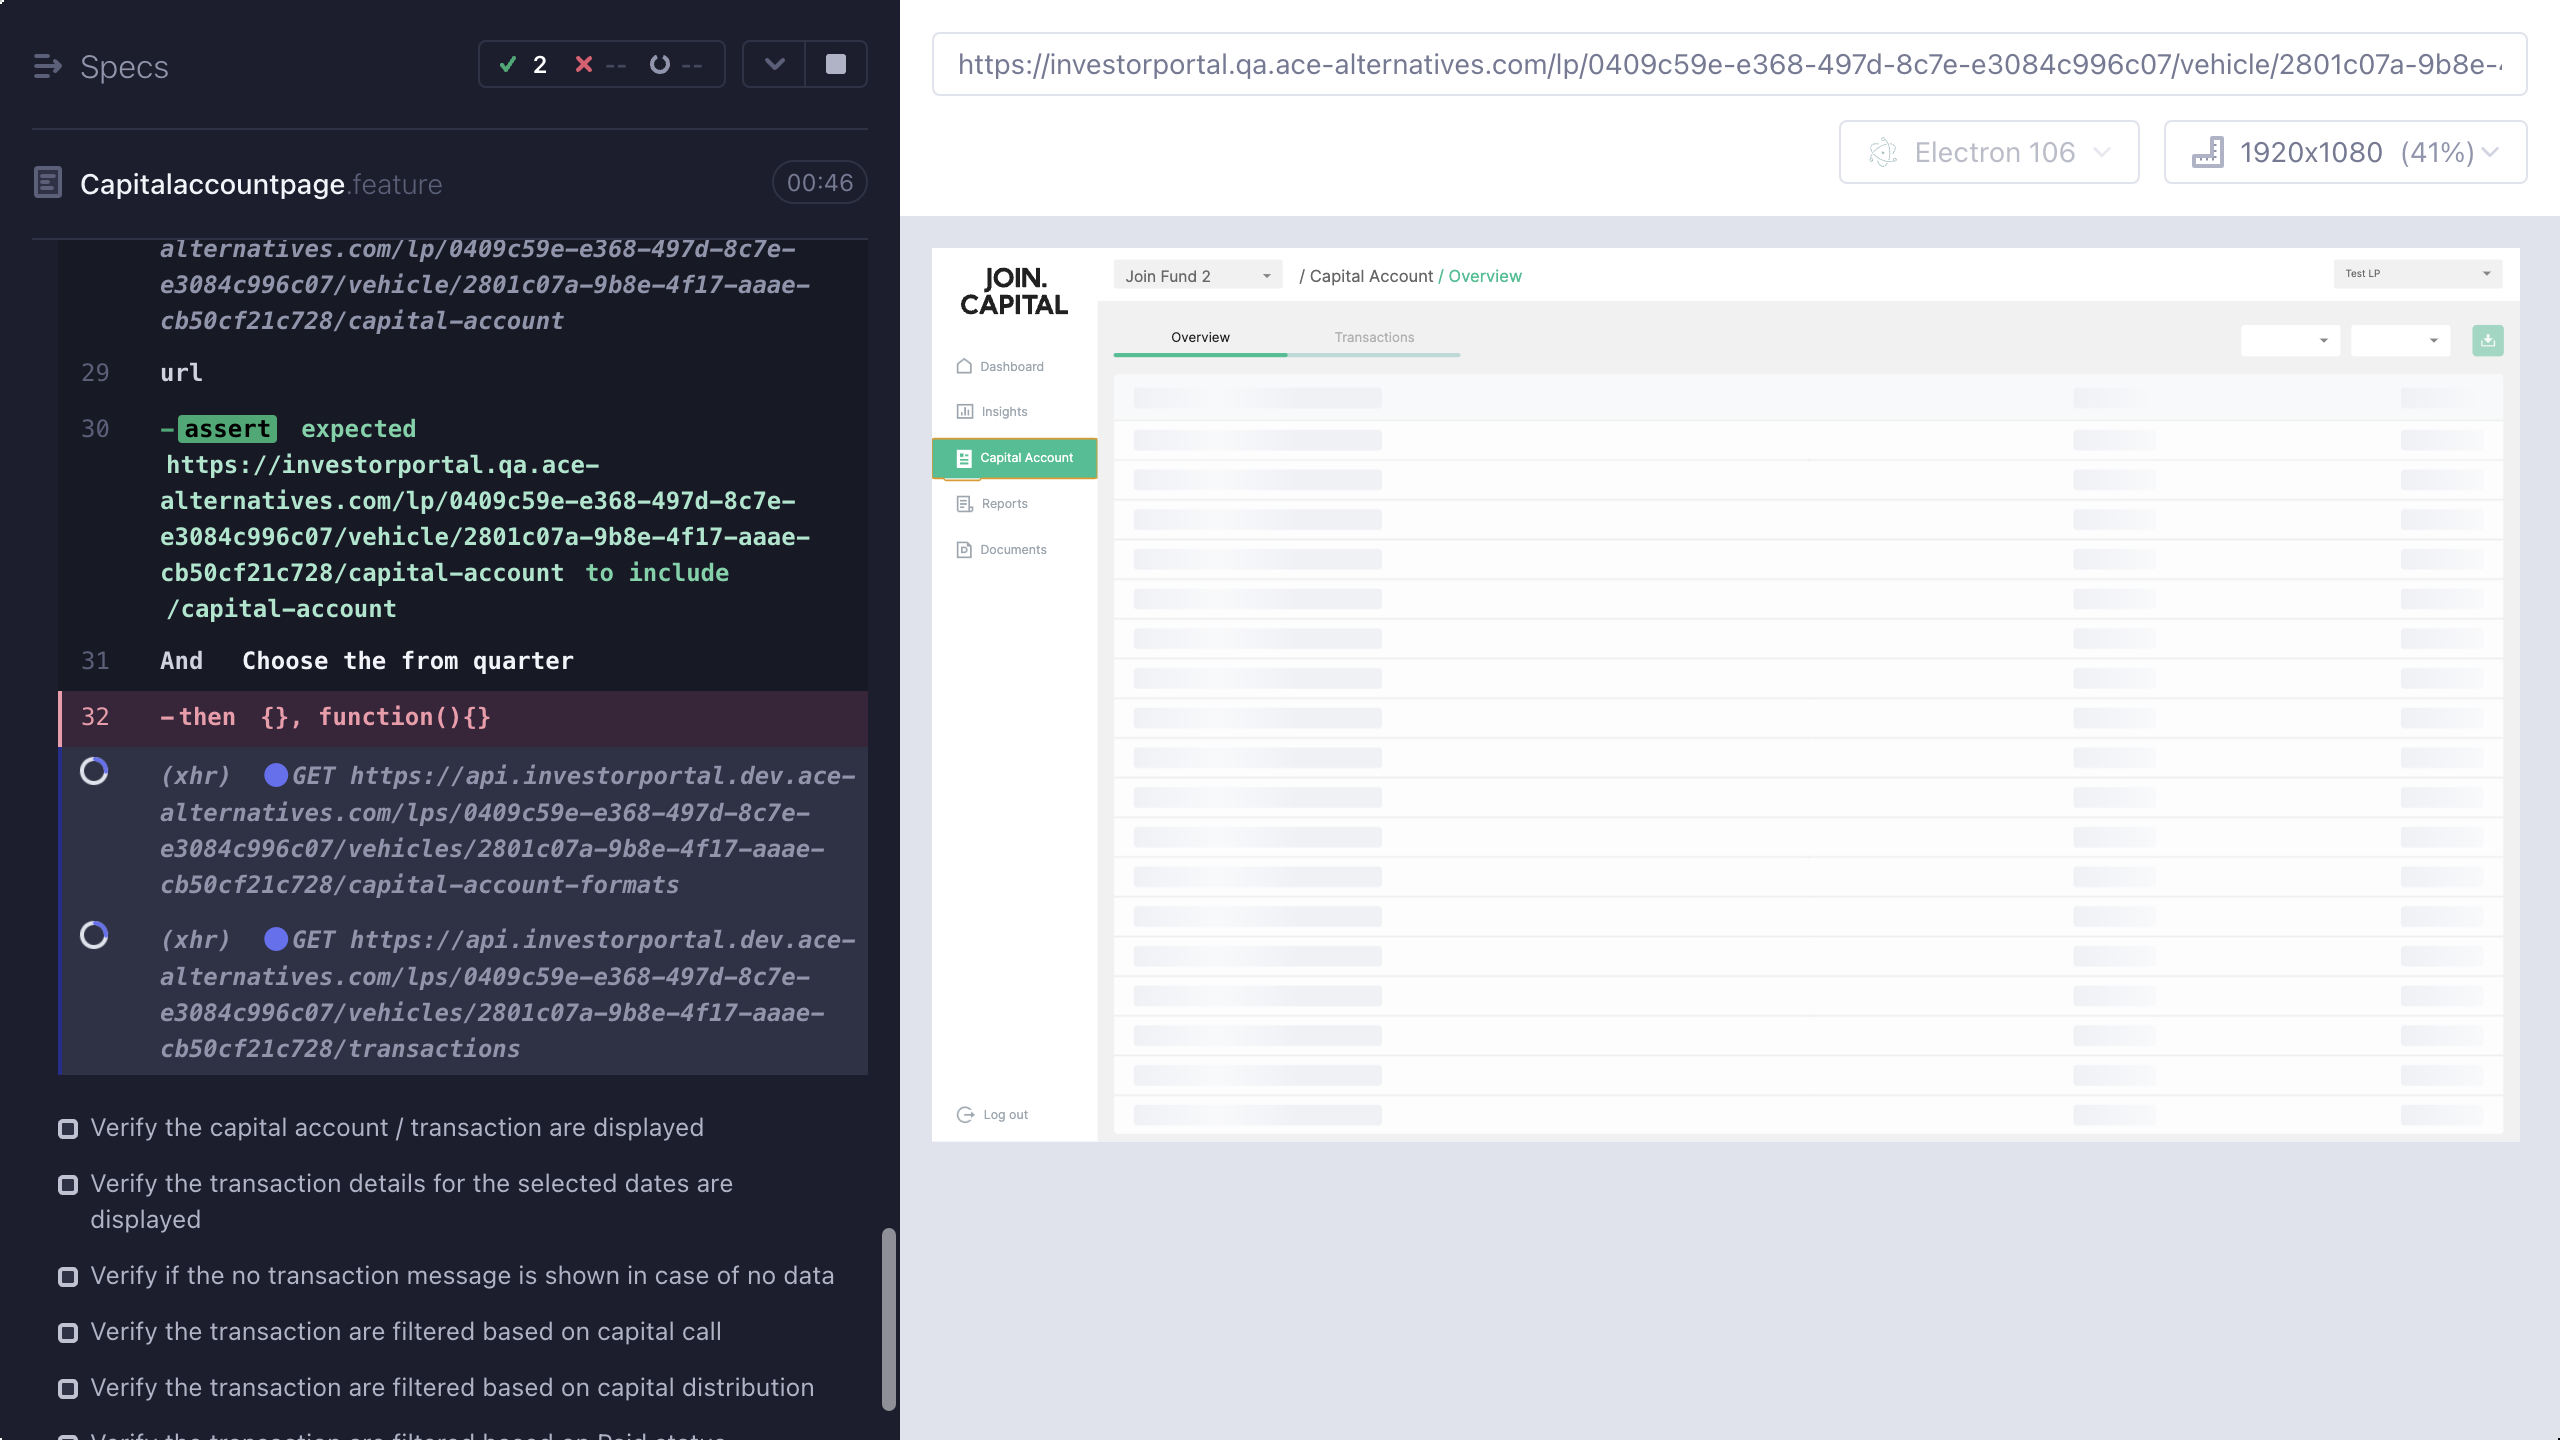 Specs
2
--
--
https://investorportal.qa.ace-alternatives.com/lp/0409c59e-e368-497d-8c7e-e3084c996c07/vehicle/2801c07a-9b8e-
Electron 106
1920x1080 (41%)
Capitalaccountpage.feature
00:46
alternatives.com/lp/0409c59e-e368-497d-8c7e-
e3084c996c07/vehicle/2801c07a-9b8e-4f17-aaae-
cb50cf21c728/capital-account
29 url
30 -assert expected
https://investorportal.qa.ace-
alternatives.com/lp/0409c59e-e368-497d-8c7e-
e3084c996c07/vehicle/2801c07a-9b8e-4f17-aaae-
cb50cf21c728/capital-account to include
/capital-account
31 And Choose the from quarter
32 -then {}, function(){}
(xhr) GET https://api.investorportal.dev.ace-
alternatives.com/lps/0409c59e-e368-497d-8c7e-
e3084c996c07/vehicles/2801c07a-9b8e-4f17-aaae-
cb50cf21c728/capital-account-formats
(xhr) GET https://api.investorportal.dev.ace-
alternatives.com/lps/0409c59e-e368-497d-8c7e-
e3084c996c07/vehicles/2801c07a-9b8e-4f17-aaae-
cb50cf21c728/transactions
Verify the capital account / transaction are displayed
Verify the transaction details for the selected dates are
displayed
Verify if the no transaction message is shown in case of no data
Verify the transaction are filtered based on capital call
Verify the transaction are filtered based on capital distribution
Verify the transaction are filtered based on Paid status
JOIN.
CAPITAL
Join Fund 2
/ Capital Account / Overview
Test LP
Overview
Transactions
Dashboard
Insights
Capital Account
Reports
Documents
Log out